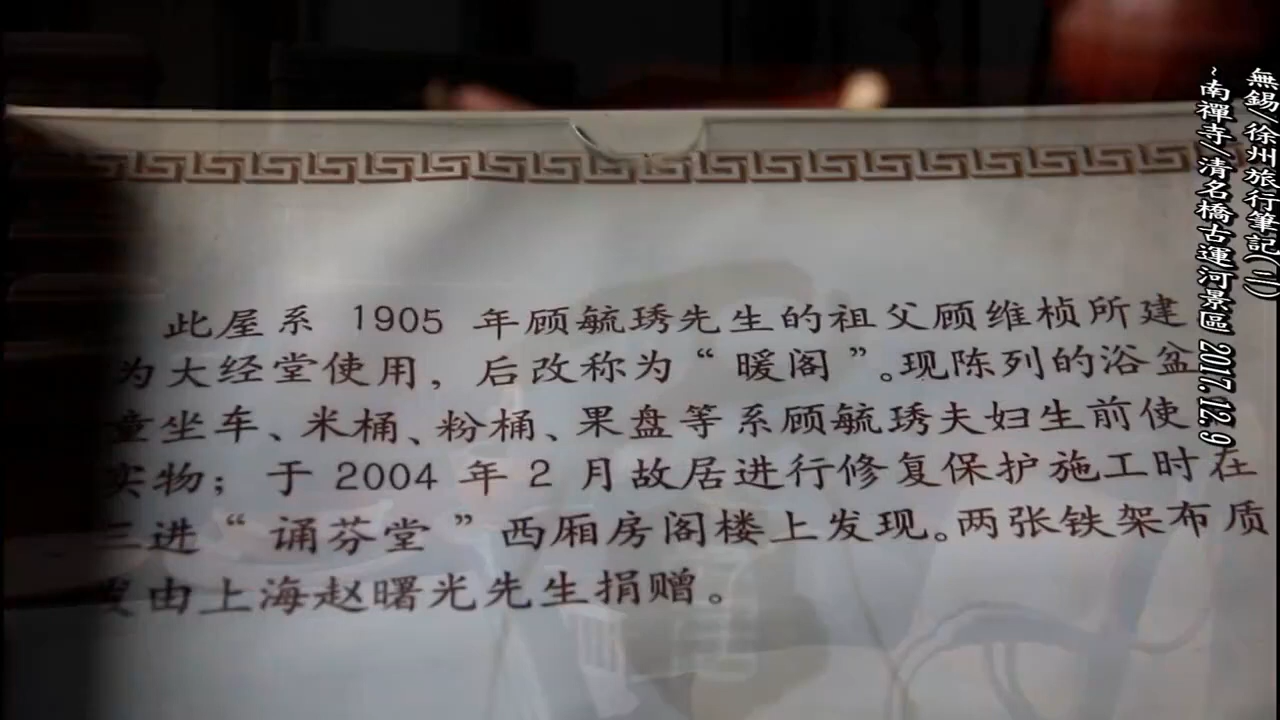 無錫/徐州旅行筆記(二)
~南禪寺/清名橋古運河景區 2017.12.9
此屋系 1905 年顾毓琇先生的祖父顾维桢所建
为大经堂使用，后改称为“暖阁”。现陈列的浴盆
童坐车、米桶、粉桶、果盘等系顾毓琇夫妇生前使
实物；于 2004 年 2 月故居进行修复保护施工时在
三进“诵芬堂”西厢房阁楼上发现。两张铁架布质
由上海赵曙光先生捐赠。